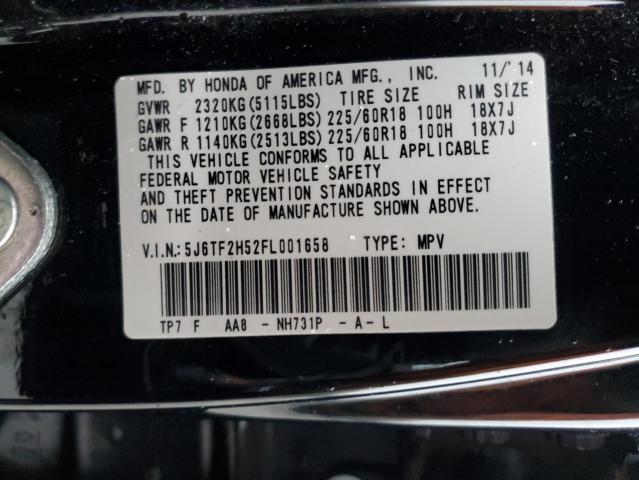 MFD. BY HONDA OF AMERICA MFG., INC. 11/'14
GVWR 2320KG(5115LBS) TIRE SIZE RIM SIZE
GAWR F 1210KG(2668LBS) 225/60R18 100H 18X7J
GAWR R 1140KG(2513LBS) 225/60R18 100H 18X7J
THIS VEHICLE CONFORMS TO ALL APPLICABLE
FEDERAL MOTOR VEHICLE SAFETY
AND THEFT PREVENTION STANDARDS IN EFFECT
ON THE DATE OF MANUFACTURE SHOWN ABOVE.
V.I.N.:5J6TF2H52FL001658 TYPE: MPV
TP7 F AA8 - NH731P - A-L